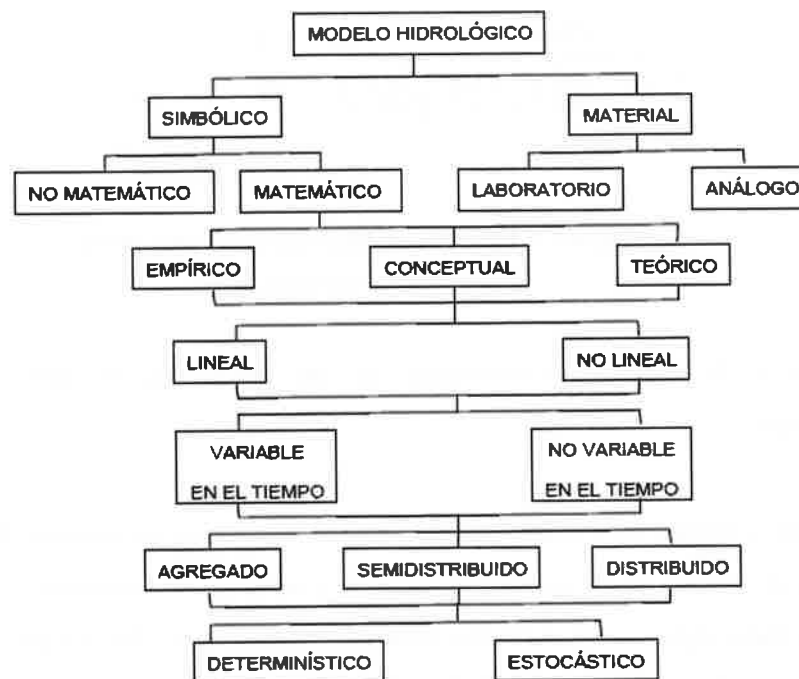 MODELO HIDROLÓGICO
SIMBÓLICO
MATERIAL
NO MATEMÁTICO
MATEMÁTICO
LABORATORIO
ANÁLOGO
EMPÍRICO
CONCEPTUAL
TEÓRICO
LINEAL
NO LINEAL
VARIABLE
EN EL TIEMPO
NO VARIABLE
EN EL TIEMPO
AGREGADO
SEMIDISTRIBUIDO
DISTRIBUIDO
DETERMINÍSTICO
ESTOCÁSTICO